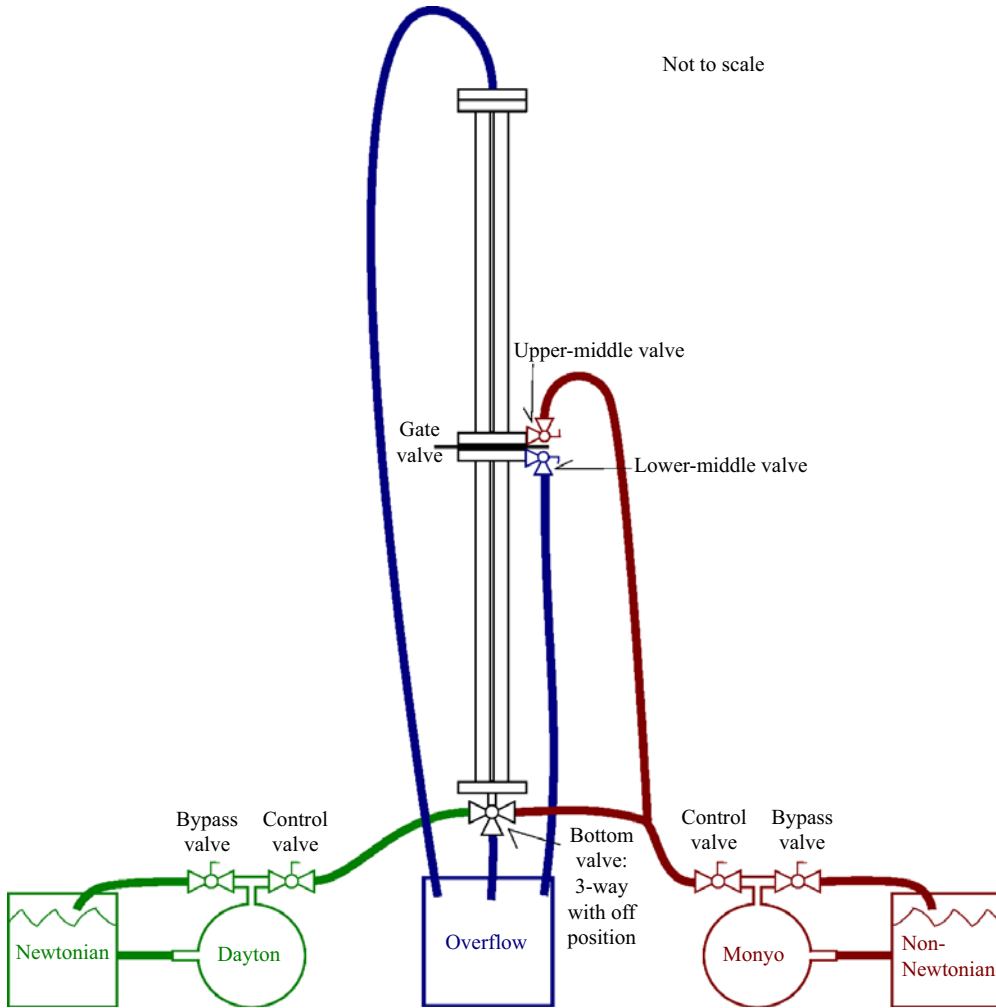 Not to scale
Upper-middle valve
Gate
valve
Lower-middle valve
Bypass
valve
Control
valve
Bottom
valve:
3-way
with off
position
Control
valve
Bypass
valve
Newtonian
Dayton
Overflow
Monyo
Non-
Newtonian